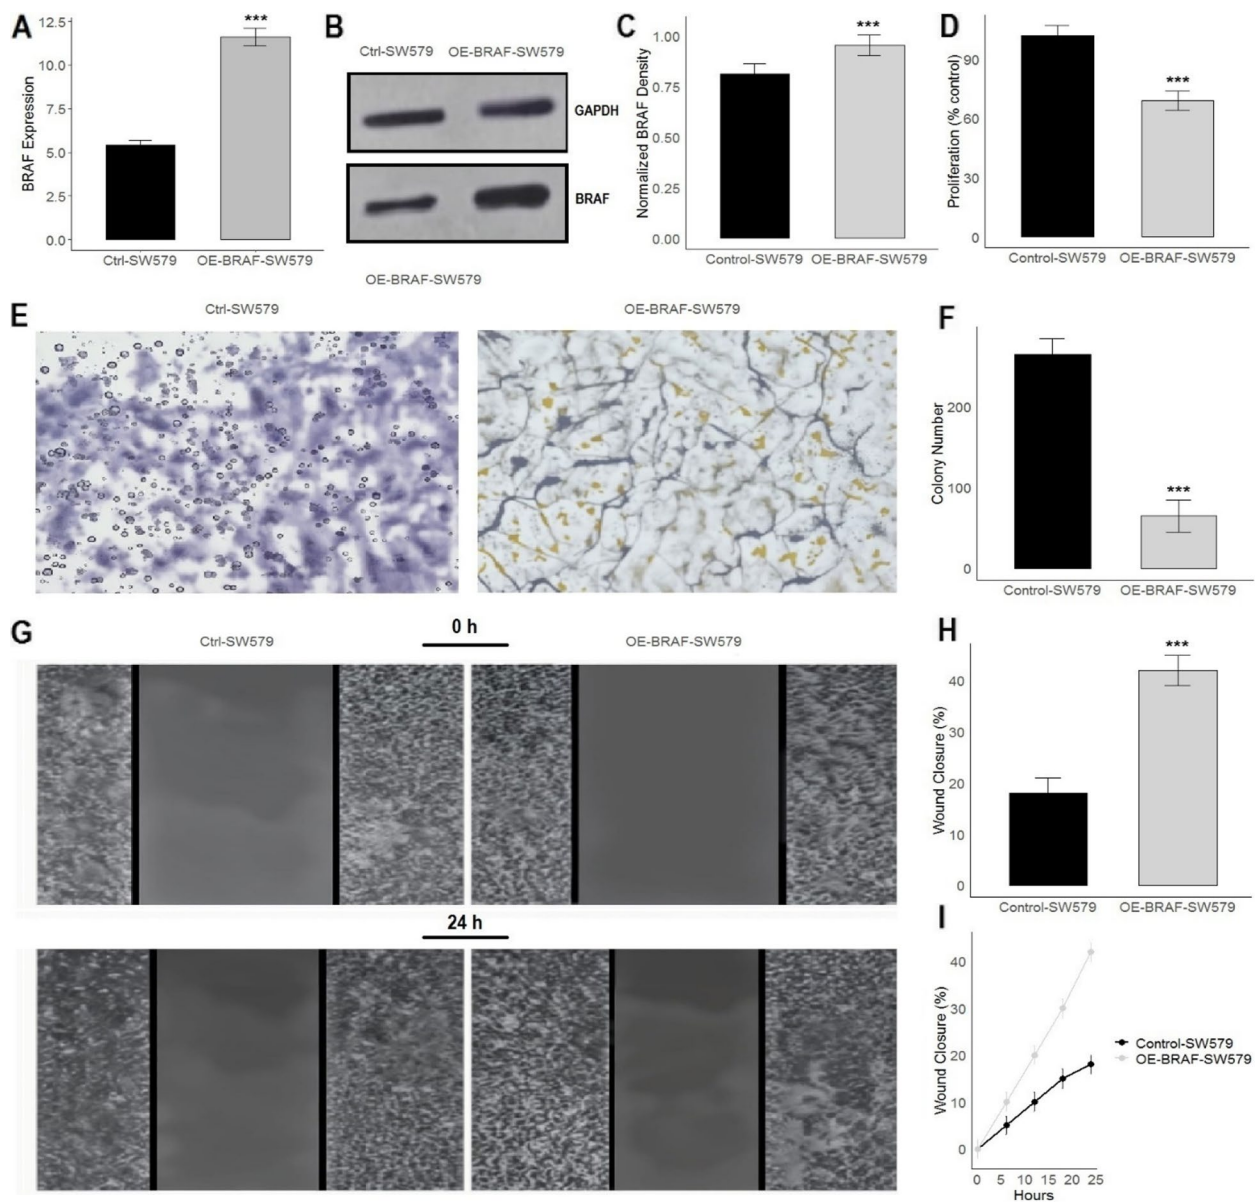 A
BRAF Expression
12.5
10.0
7.5
5.0
2.5
0.0
***
Ctrl-SW579
OE-BRAF-SW579
B
Ctrl-SW579
OE-BRAF-SW579
GAPDH
BRAF
OE-BRAF-SW579
C
Normalized BRAF Density
1.00
0.75
0.50
0.25
0.00
***
Control-SW579
OE-BRAF-SW579
D
Proliferation (% control)
90
60
30
0
***
Control-SW579
OE-BRAF-SW579
E
Ctrl-SW579
OE-BRAF-SW579
F
Colony Number
200
100
0
***
Control-SW579
OE-BRAF-SW579
G
Ctrl-SW579
0 h
OE-BRAF-SW579
24 h
H
Wound Closure (%)
40
30
20
10
0
***
Control-SW579
OE-BRAF-SW579
I
Wound Closure (%)
40
30
20
10
0
0 5 10 15 20 25
Hours
Control-SW579
OE-BRAF-SW579